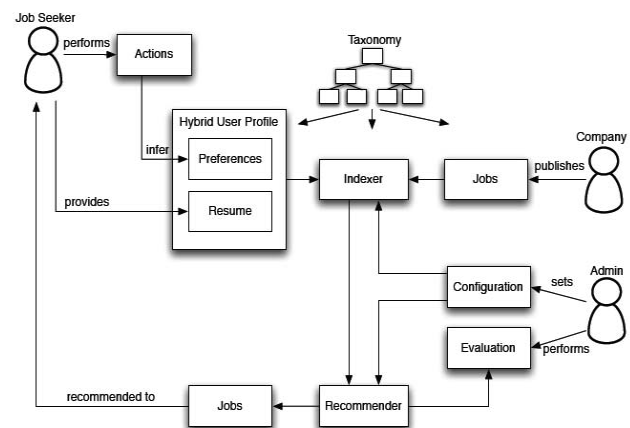 Job Seeker
performs
Actions
Taxonomy
Hybrid User Profile
infer
Preferences
Indexer
Jobs
publishes
Company
provides
Resume
Configuration
sets
Admin
Evaluation
performs
recommended to
Jobs
Recommender